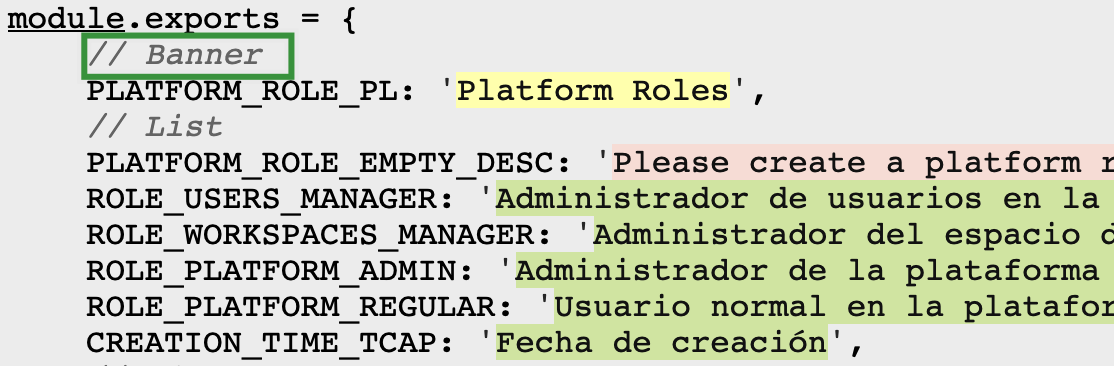 module.exports = {
// Banner
PLATFORM_ROLE_PL: 'Platform Roles',
// List
PLATFORM_ROLE_EMPTY_DESC: 'Please create a platform
ROLE_USERS_MANAGER: 'Administrador de usuarios en la
ROLE_WORKSPACES_MANAGER: 'Administrador del espacio
ROLE_PLATFORM_ADMIN: 'Administrador de la plataforma
ROLE_PLATFORM_REGULAR: 'Usuario normal en la
CREATION_TIME_TCAP: 'Fecha de creación',